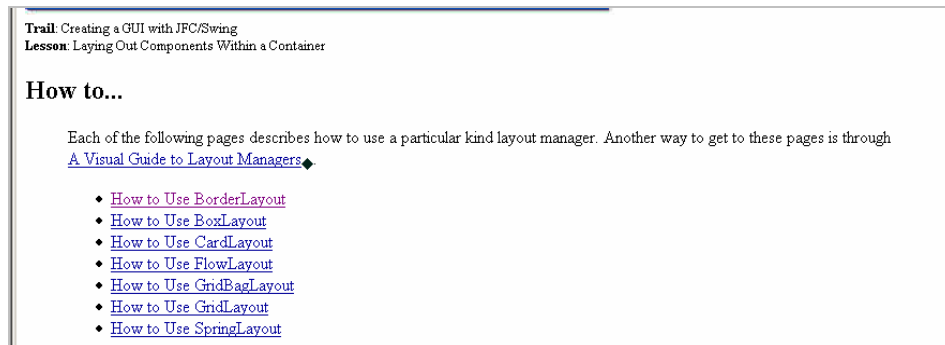 Trail: Creating a GUI with JFC/Swing
Lesson: Laying Out Components Within a Container
How to...
Each of the following pages describes how to use a particular kind layout manager. Another way to get to these pages is through
A Visual Guide to Layout Managers.
How to Use BorderLayout
How to Use BoxLayout
How to Use CardLayout
How to Use FlowLayout
How to Use GridBagLayout
How to Use GridLayout
How to Use SpringLayout